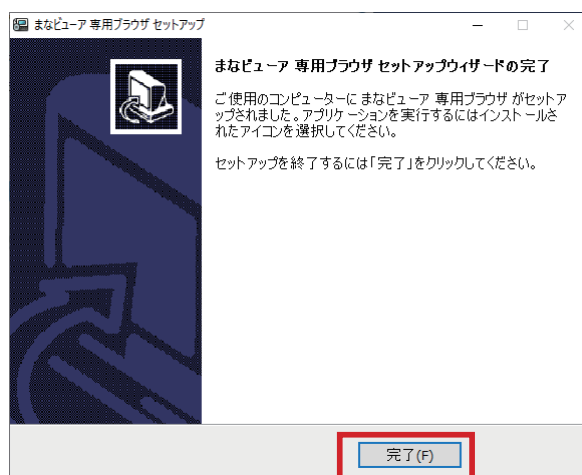 まなビューア 専用ブラウザ セットアップ
まなビューア 専用ブラウザ セットアップウィザードの完了
ご使用のコンピューターに まなビューア 専用ブラウザ がセットア
ップされました。アプリケーションを実行するにはインストールさ
れたアイコンを選択してください。
セットアップを終了するには「完了」をクリックしてください。
完了(F)